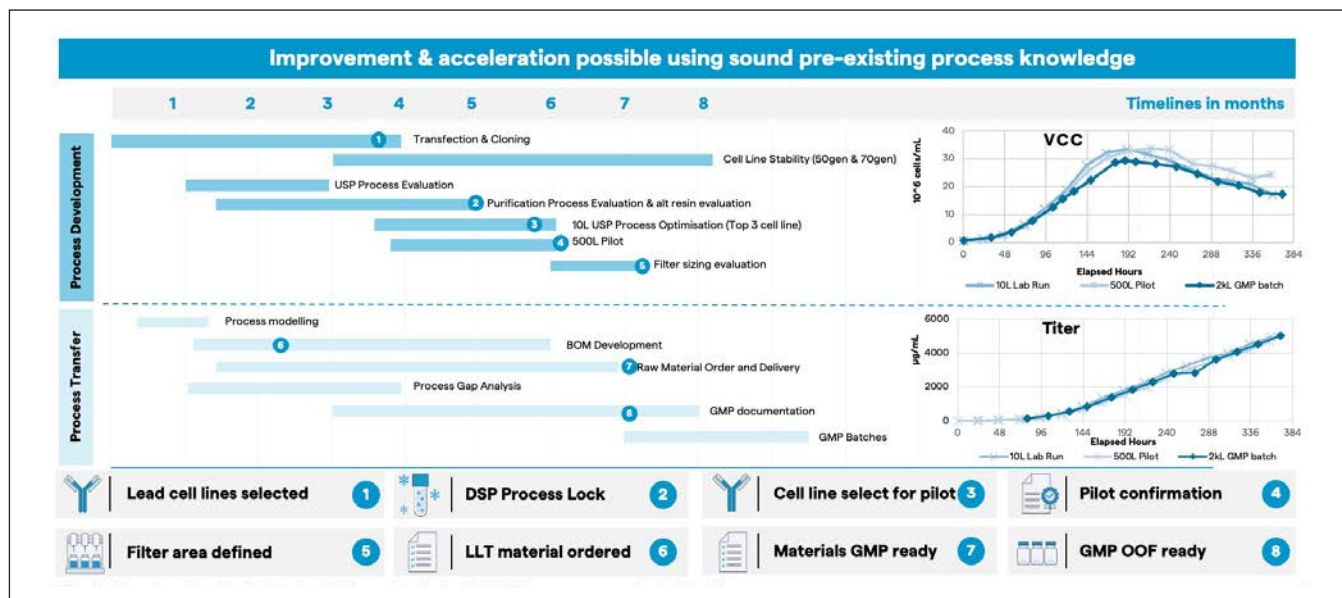 Improvement & acceleration possible using sound pre-existing process knowledge
1 2 3 4 5 6 7 8 Timelines in months
Process Development
1 Transfection & Cloning
Cell Line Stability (50gen & 70gen)
USP Process Evaluation
2 Purification Process Evaluation & alt resin evaluation
3 10L USP Process Optimisation (Top 3 cell line)
4 500L Pilot
5 Filter sizing evaluation
VCC
10^6 cells/mL
40
30
20
10
0
0 48 96 144 192 240 288 336 384
Elapsed Hours
10L Lab Run 500L Pilot 2kL GMP batch
Process Transfer
Process modelling
6 BOM Development
7 Raw Material Order and Delivery
Process Gap Analysis
8 GMP documentation
GMP Batches
Titer
µg/mL
6000
4000
2000
0
0 48 96 144 192 240 288 336 384
Elapsed Hours
10L Lab Run 500L Pilot 2kL GMP batch
Lead cell lines selected 1
DSP Process Lock 2
Cell line select for pilot 3
Pilot confirmation 4
Filter area defined 5
LLT material ordered 6
Materials GMP ready 7
GMP OOF ready 8